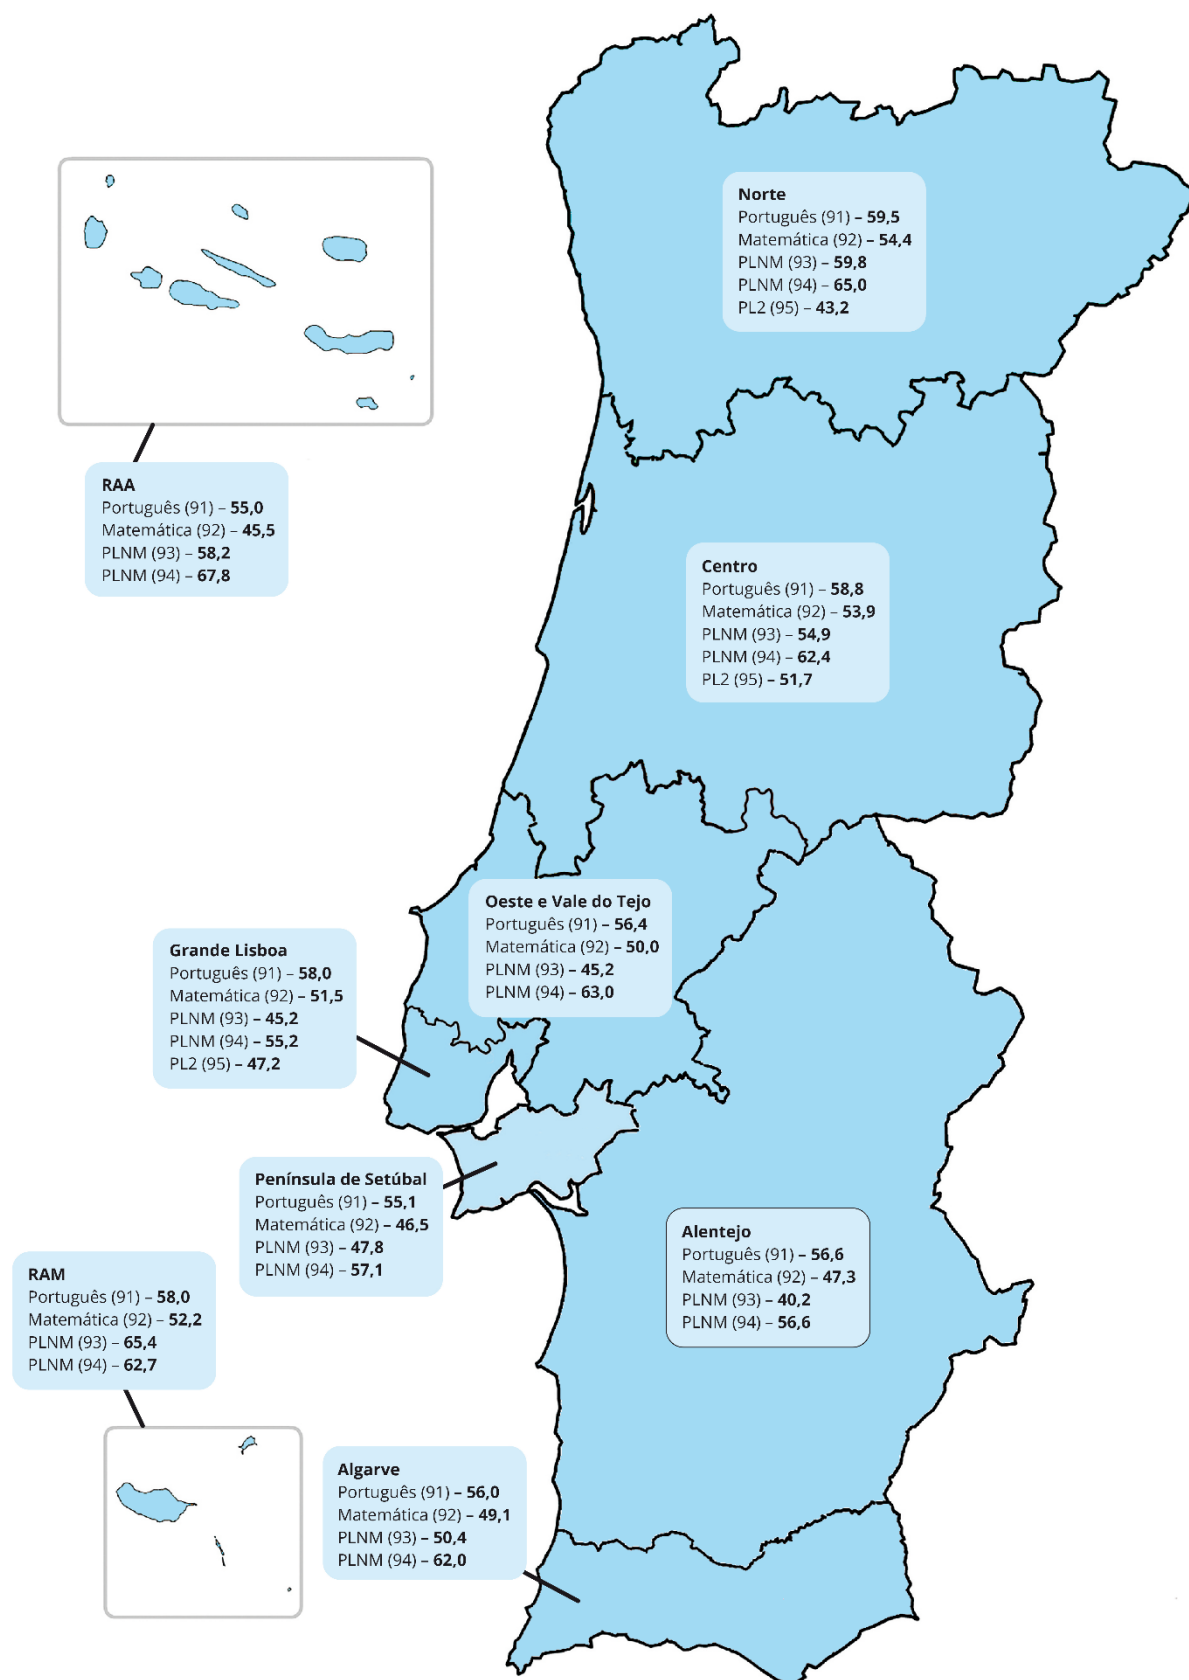 Norte
Português (91) – 59,5
Matemática (92) – 54,4
PLNM (93) – 59,8
PLNM (94) – 65,0
PL2 (95) – 43,2
RAA
Português (91) – 55,0
Matemática (92) – 45,5
PLNM (93) – 58,2
PLNM (94) – 67,8
Centro
Português (91) – 58,8
Matemática (92) – 53,9
PLNM (93) – 54,9
PLNM (94) – 62,4
PL2 (95) – 51,7
Oeste e Vale do Tejo
Português (91) – 56,4
Matemática (92) – 50,0
PLNM (93) – 45,2
PLNM (94) – 63,0
Grande Lisboa
Português (91) – 58,0
Matemática (92) – 51,5
PLNM (93) – 45,2
PLNM (94) – 55,2
PL2 (95) – 47,2
Península de Setúbal
Português (91) – 55,1
Matemática (92) – 46,5
PLNM (93) – 47,8
PLNM (94) – 57,1
Alentejo
Português (91) – 56,6
Matemática (92) – 47,3
PLNM (93) – 40,2
PLNM (94) – 56,6
RAM
Português (91) – 58,0
Matemática (92) – 52,2
PLNM (93) – 65,4
PLNM (94) – 62,7
Algarve
Português (91) – 56,0
Matemática (92) – 49,1
PLNM (93) – 50,4
PLNM (94) – 62,0